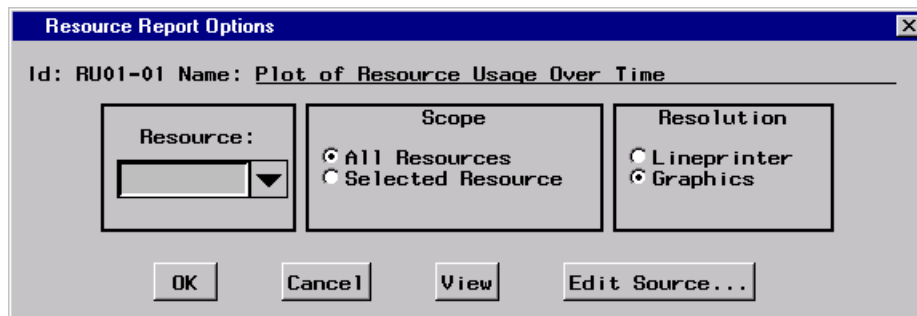 Resource Report Options
Id: RU01-01 Name: Plot of Resource Usage Over Time
Resource:
Scope
All Resources
Selected Resource
Resolution
Lineprinter
Graphics
OK Cancel View Edit Source...